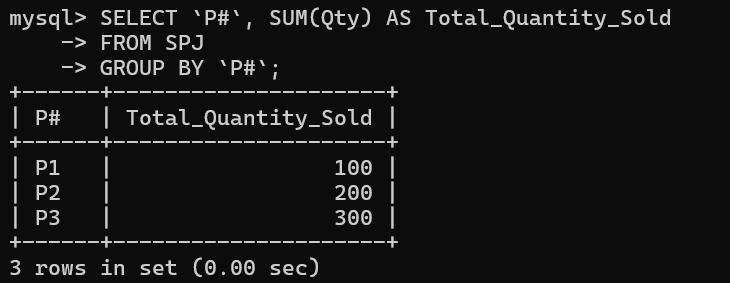 mysql> SELECT `P#`, SUM(Qty) AS Total_Quantity_Sold
    -> FROM SPJ
    -> GROUP BY `P#`;
+------+---------------------+
| P#   | Total_Quantity_Sold |
+------+---------------------+
| P1   |                 100 |
| P2   |                 200 |
| P3   |                 300 |
+------+---------------------+
3 rows in set (0.00 sec)